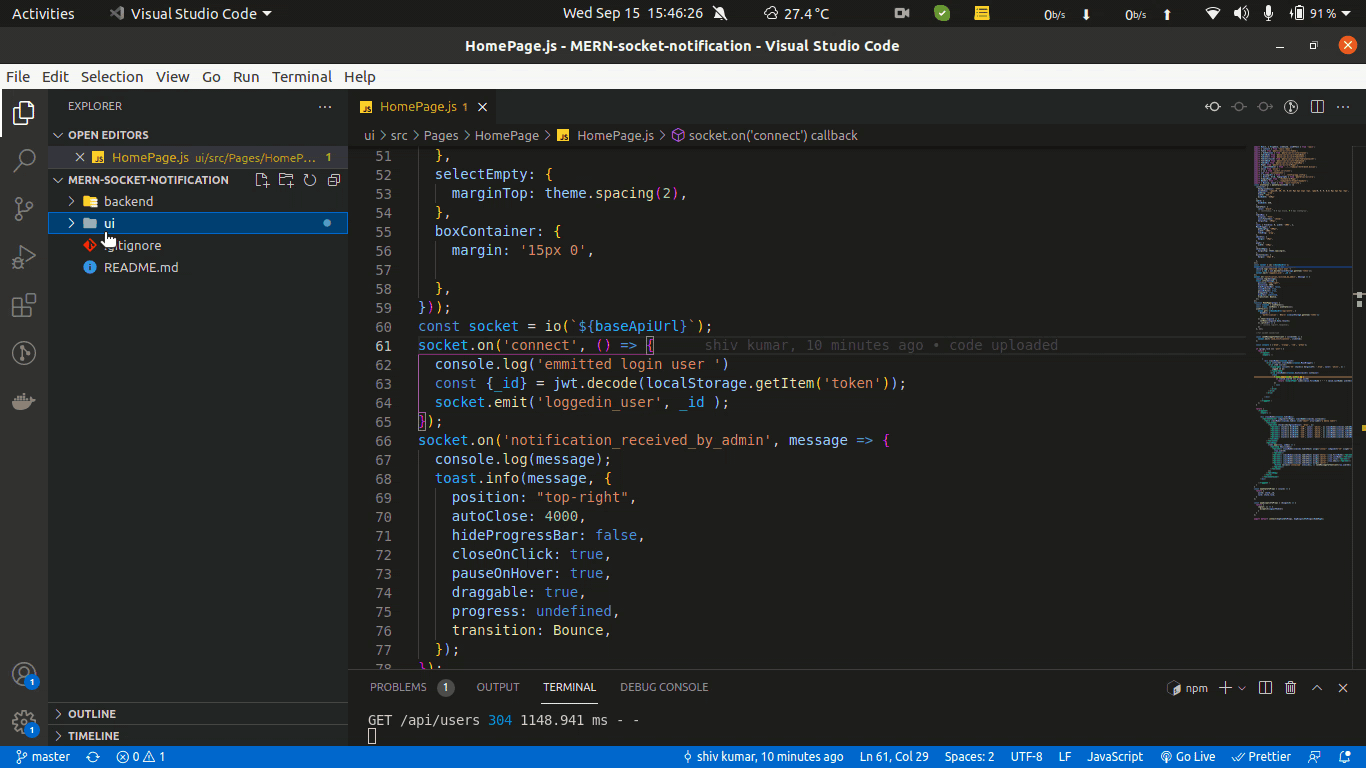 Activities Visual Studio Code Wed Sep 15 15:46:26 27.4 °C 0b/s 0b/s 91 %
HomePage.js - MERN-socket-notification - Visual Studio Code
File Edit Selection View Go Run Terminal Help
EXPLORER
OPEN EDITORS
HomePage.js ui/src/Pages/HomeP... 1
MERN-SOCKET-NOTIFICATION
backend
ui
.gitignore
README.md
OUTLINE
TIMELINE
1
1
JS HomePage.js 1
ui > src > Pages > HomePage > JS HomePage.js > socket.on('connect') callback
51 },
52 selectEmpty: {
53 marginTop: theme.spacing(2),
54 },
55 boxContainer: {
56 margin: '15px 0',
57
58 },
59 }));
60 const socket = io(`${baseApiUrl}`);
61 socket.on('connect', () => { shiv kumar, 10 minutes ago • code uploaded
62 console.log('emmitted login user ')
63 const {_id} = jwt.decode(localStorage.getItem('token'));
64 socket.emit('loggedin_user', _id );
65 });
66 socket.on('notification_received_by_admin', message => {
67 console.log(message);
68 toast.info(message, {
69 position: "top-right",
70 autoClose: 4000,
71 hideProgressBar: false,
72 closeOnClick: true,
73 pauseOnHover: true,
74 draggable: true,
75 progress: undefined,
76 transition: Bounce,
77 });
78 });
PROBLEMS 1 OUTPUT TERMINAL DEBUG CONSOLE npm
GET /api/users 304 1148.941 ms - -
master 0 1 shiv kumar, 10 minutes ago Ln 61, Col 29 Spaces: 2 UTF-8 LF JavaScript Go Live Prettier